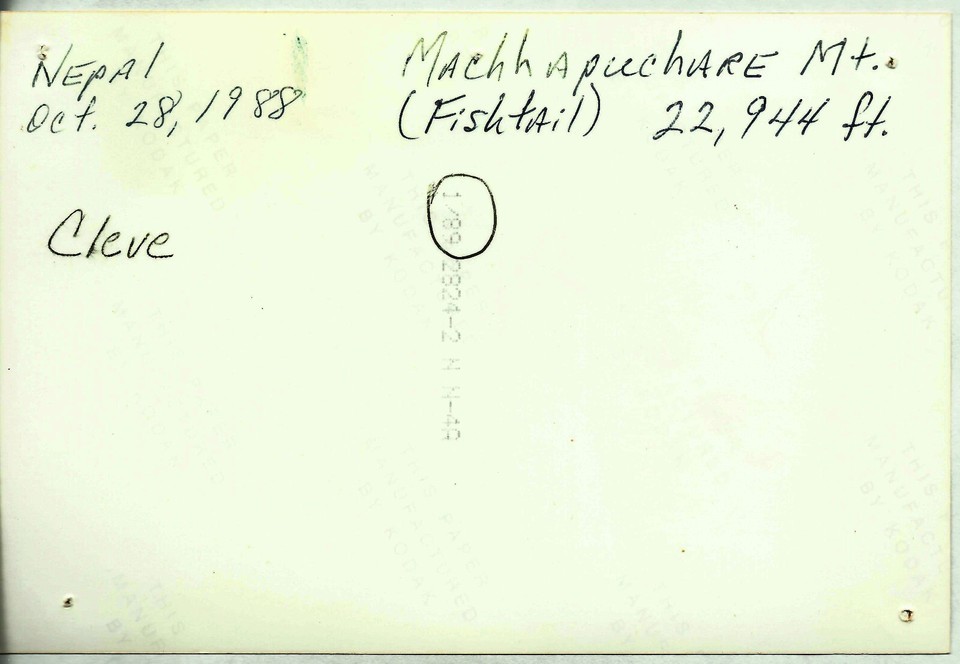 Nepal
Oct. 28, 1988
Machhapuchare Mt.
(Fishtail) 22,944 ft.
Cleve
1/89 2824-2 N N-4A
THIS PAPER
MANUFACTURED
BY KODAK